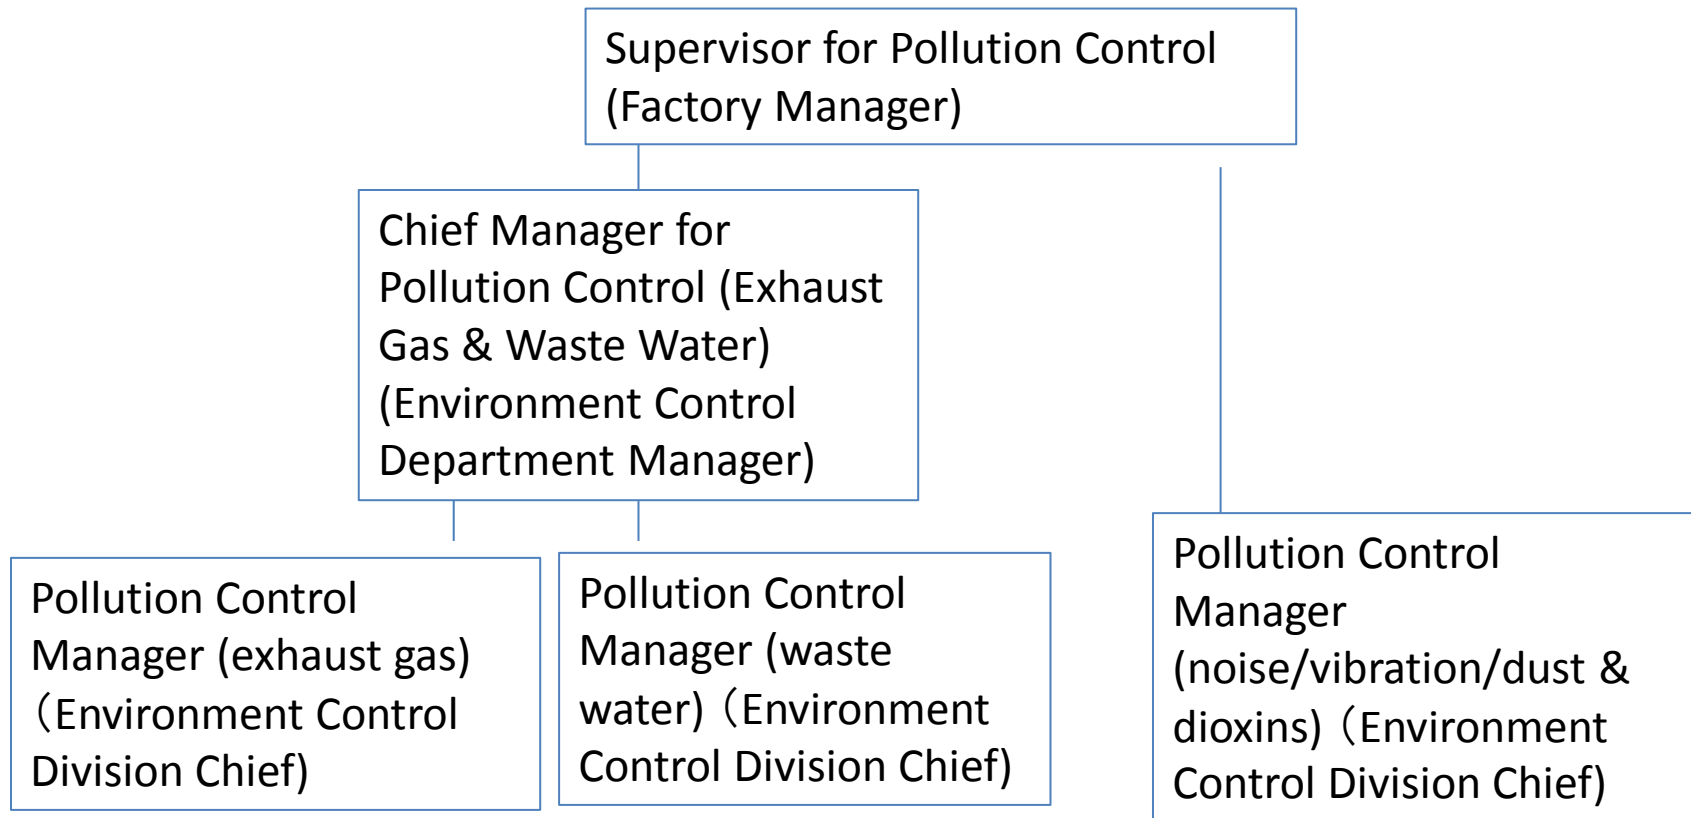 Supervisor for Pollution Control
(Factory Manager)
Chief Manager for
Pollution Control (Exhaust
Gas & Waste Water)
(Environment Control
Department Manager)
Pollution Control
Manager (exhaust gas)
（Environment Control
Division Chief)
Pollution Control
Manager (waste
water)（Environment
Control Division Chief)
Pollution Control
Manager
(noise/vibration/dust &
dioxins)（Environment
Control Division Chief)